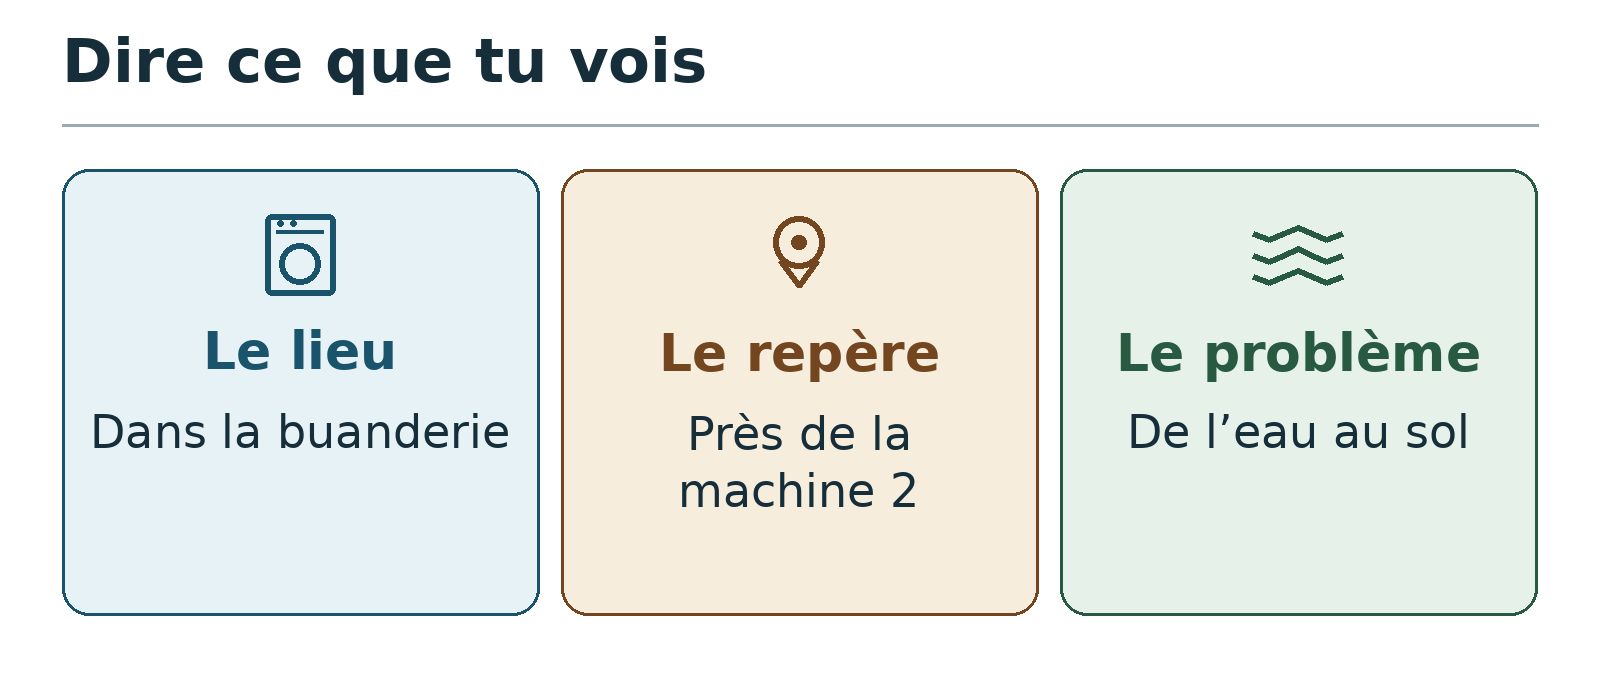 Dire ce que tu vois
Le lieu
Dans la buanderie
Le repère
Près de la
machine 2
Le problème
De l’eau au sol